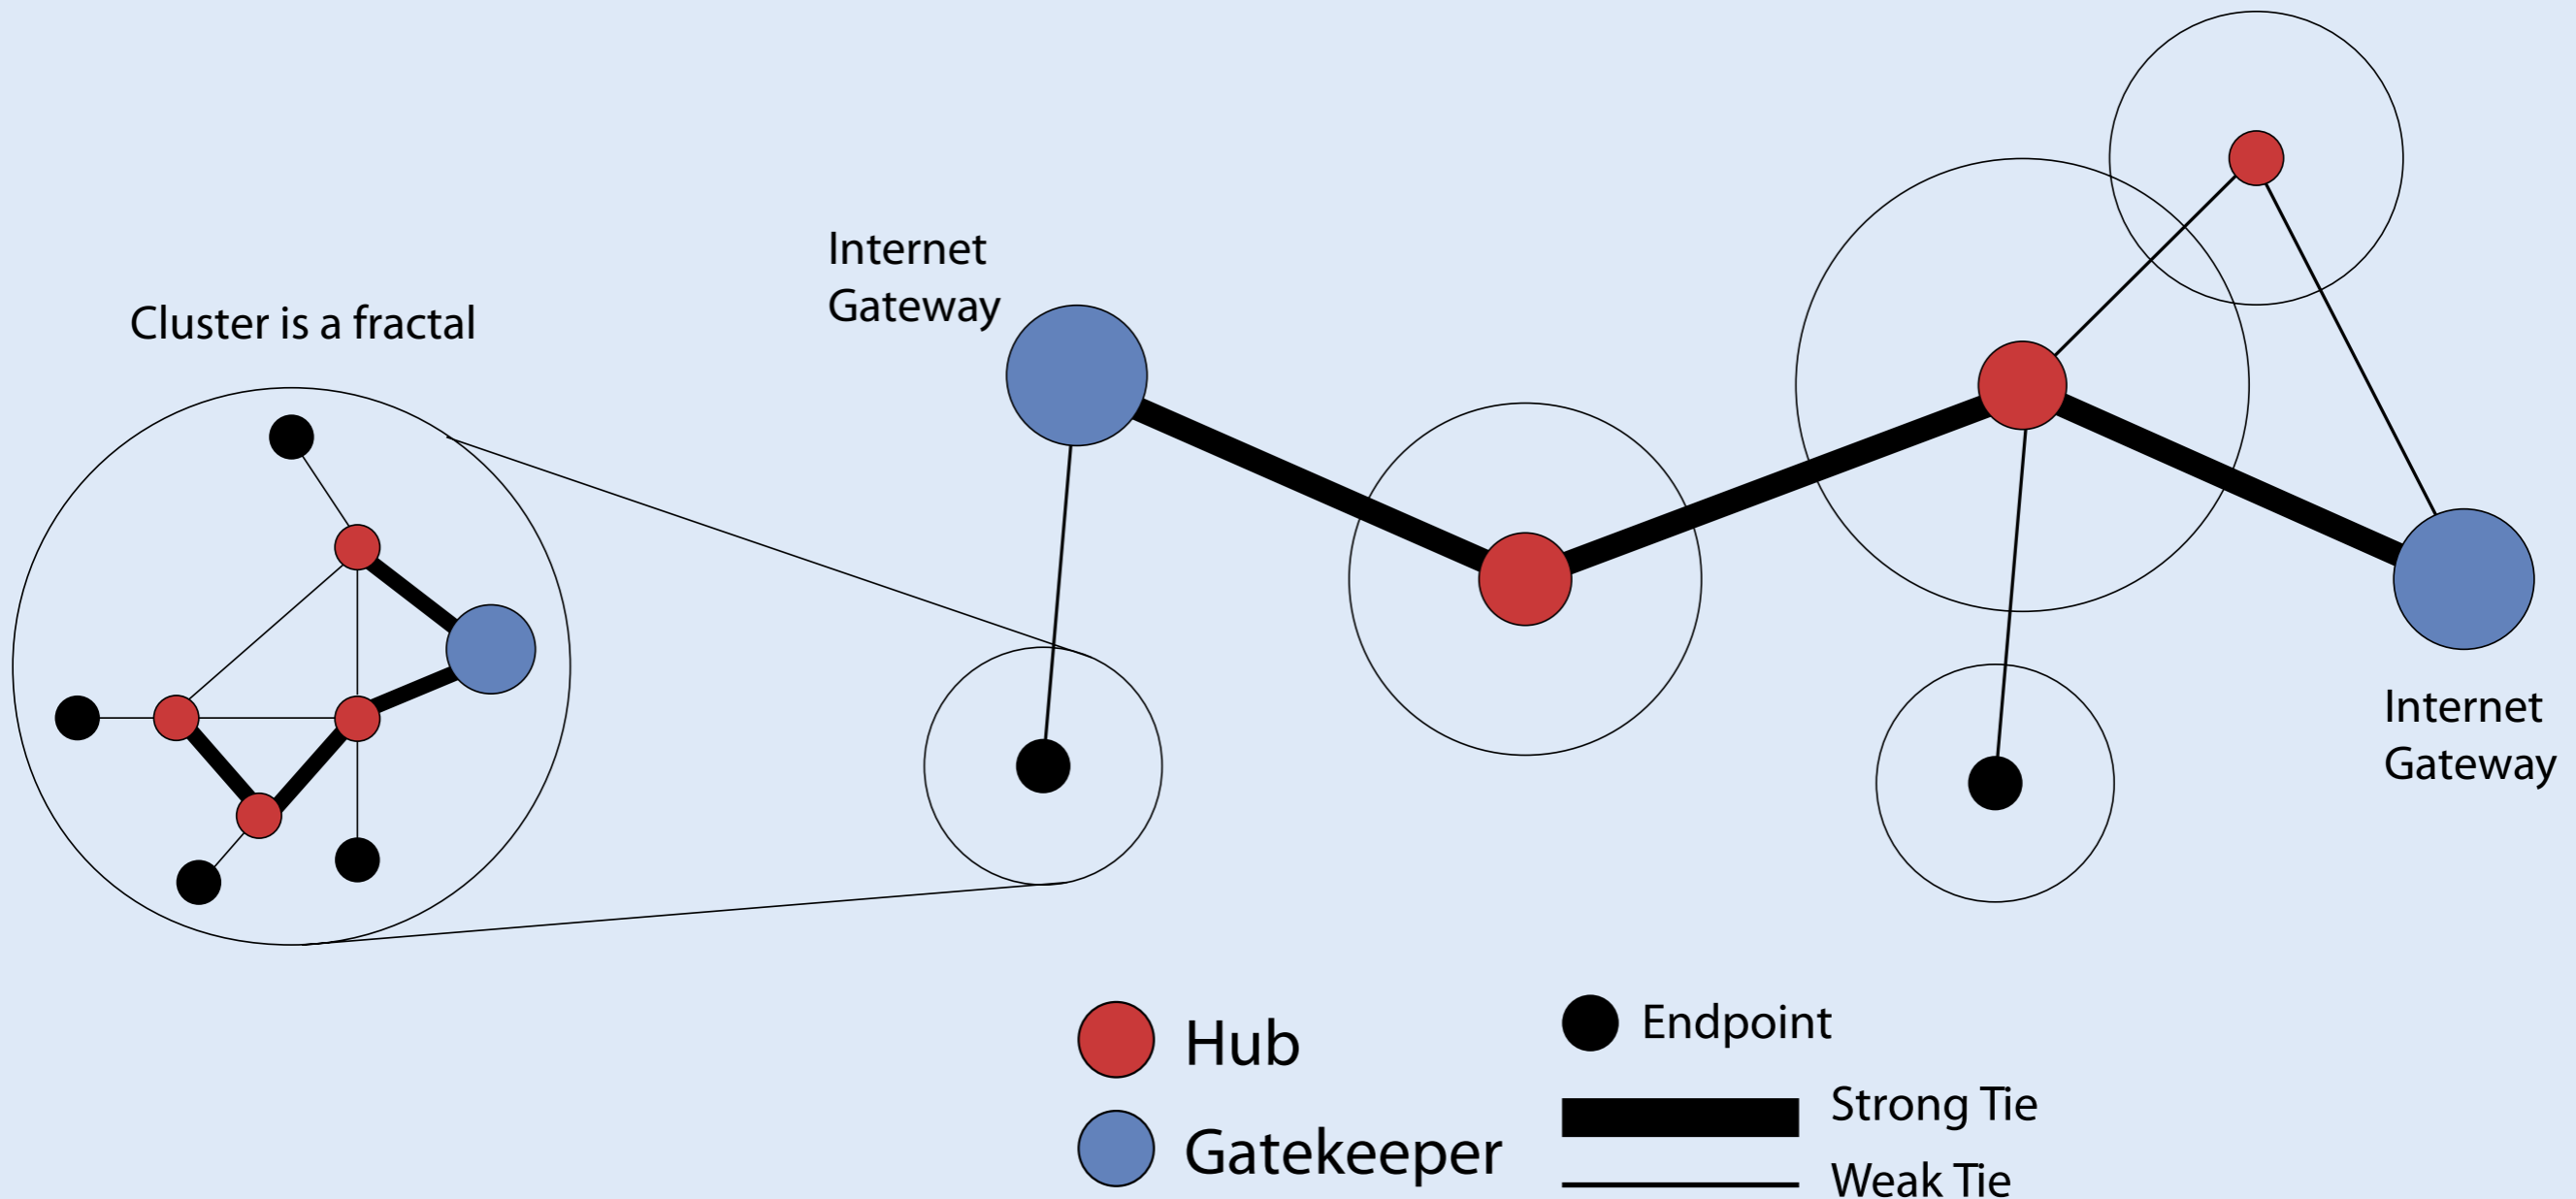 Internet
Gateway
Cluster is a fractal
Internet
Gateway
Hub
Endpoint
Strong Tie
Gatekeeper
Weak Tie